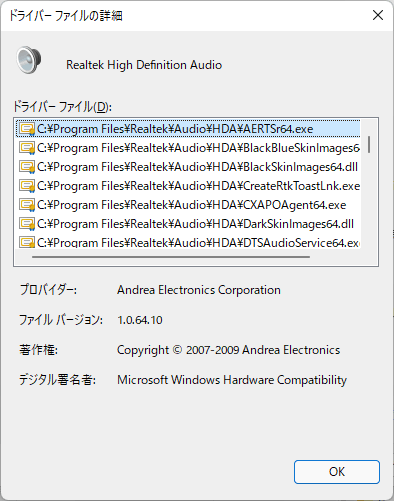 ドライバー ファイルの詳細
Realtek High Definition Audio
ドライバー ファイル(D):
C:¥Program Files¥Realtek¥Audio¥HDA¥AERTSr64.exe
C:¥Program Files¥Realtek¥Audio¥HDA¥BlackBlueSkinImages6
C:¥Program Files¥Realtek¥Audio¥HDA¥BlackSkinImages64.dll
C:¥Program Files¥Realtek¥Audio¥HDA¥CreateRtkToastLnk.exe
C:¥Program Files¥Realtek¥Audio¥HDA¥CXAPOAgent64.exe
C:¥Program Files¥Realtek¥Audio¥HDA¥DarkSkinImages64.dll
C:¥Program Files¥Realtek¥Audio¥HDA¥DTSAudioService64.ex
プロバイダー: Andrea Electronics Corporation
ファイル バージョン: 1.0.64.10
著作権: Copyright © 2007-2009 Andrea Electronics
デジタル署名者: Microsoft Windows Hardware Compatibility
OK